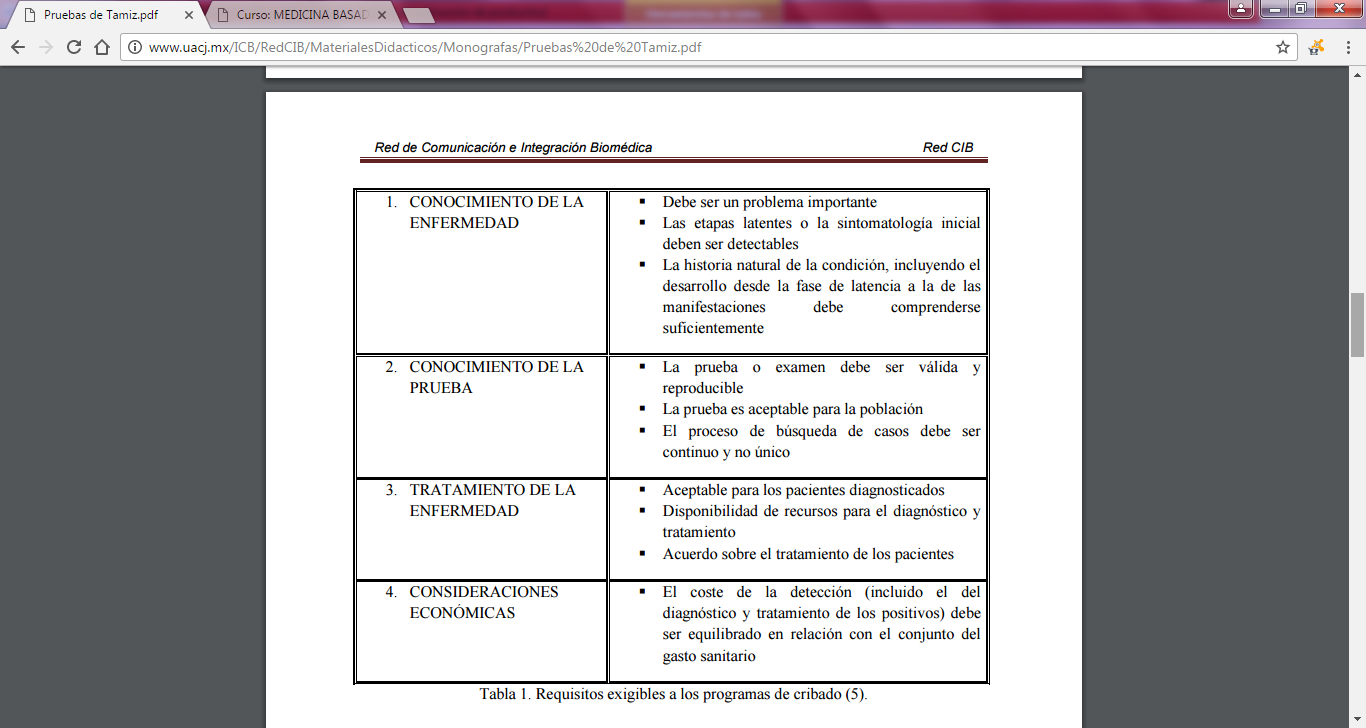 Pruebas de Tamiz.pdf
Curso: MEDICINA BASAD
www.uacj.mx/ICB/RedCIB/MaterialesDidacticos/Monografas/Pruebas%20de%20Tamiz.pdf
Red de Comunicación e Integración Biomédica Red CIB
1. CONOCIMIENTO DE LA
ENFERMEDAD
▪ Debe ser un problema importante
▪ Las etapas latentes o la sintomatología inicial
deben ser detectables
▪ La historia natural de la condición, incluyendo el
desarrollo desde la fase de latencia a la de las
manifestaciones debe comprenderse
suficientemente
2. CONOCIMIENTO DE LA
PRUEBA
▪ La prueba o examen debe ser válida y
reproducible
▪ La prueba es aceptable para la población
▪ El proceso de búsqueda de casos debe ser
continuo y no único
3. TRATAMIENTO DE LA
ENFERMEDAD
▪ Aceptable para los pacientes diagnosticados
▪ Disponibilidad de recursos para el diagnóstico y
tratamiento
▪ Acuerdo sobre el tratamiento de los pacientes
4. CONSIDERACIONES
ECONÓMICAS
▪ El coste de la detección (incluido el del
diagnóstico y tratamiento de los positivos) debe
ser equilibrado en relación con el conjunto del
gasto sanitario
Tabla 1. Requisitos exigibles a los programas de cribado (5).